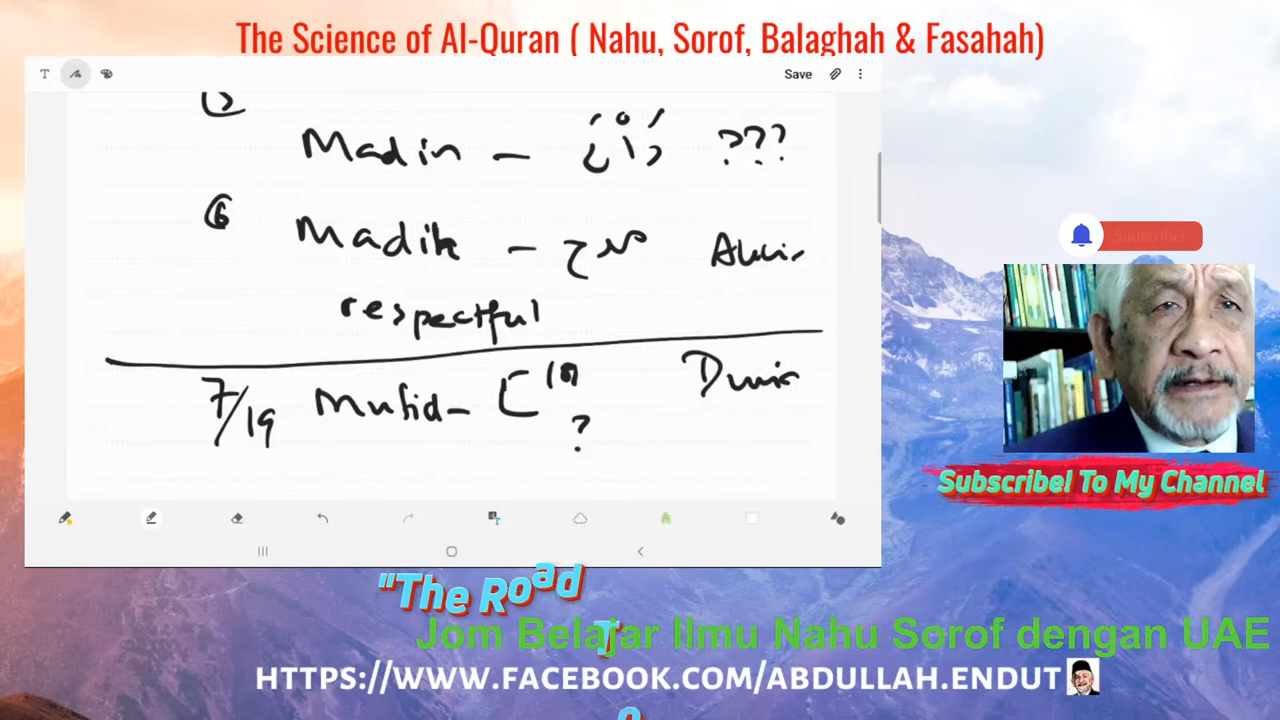 The Science of Al-Quran ( Nahu, Sorof, Balaghah & Fasahah)
T Save
Madin - ???
6
Madik -
respectful
7/19 Mufid-
?
Subscribe
Subscribe! To My Channel
"The Road
T
Jom Belajar Ilmu Nahu Sorof dengan UAE
HTTPS://WWW.FACEBOOK.COM/ABDULLAH.ENDUT